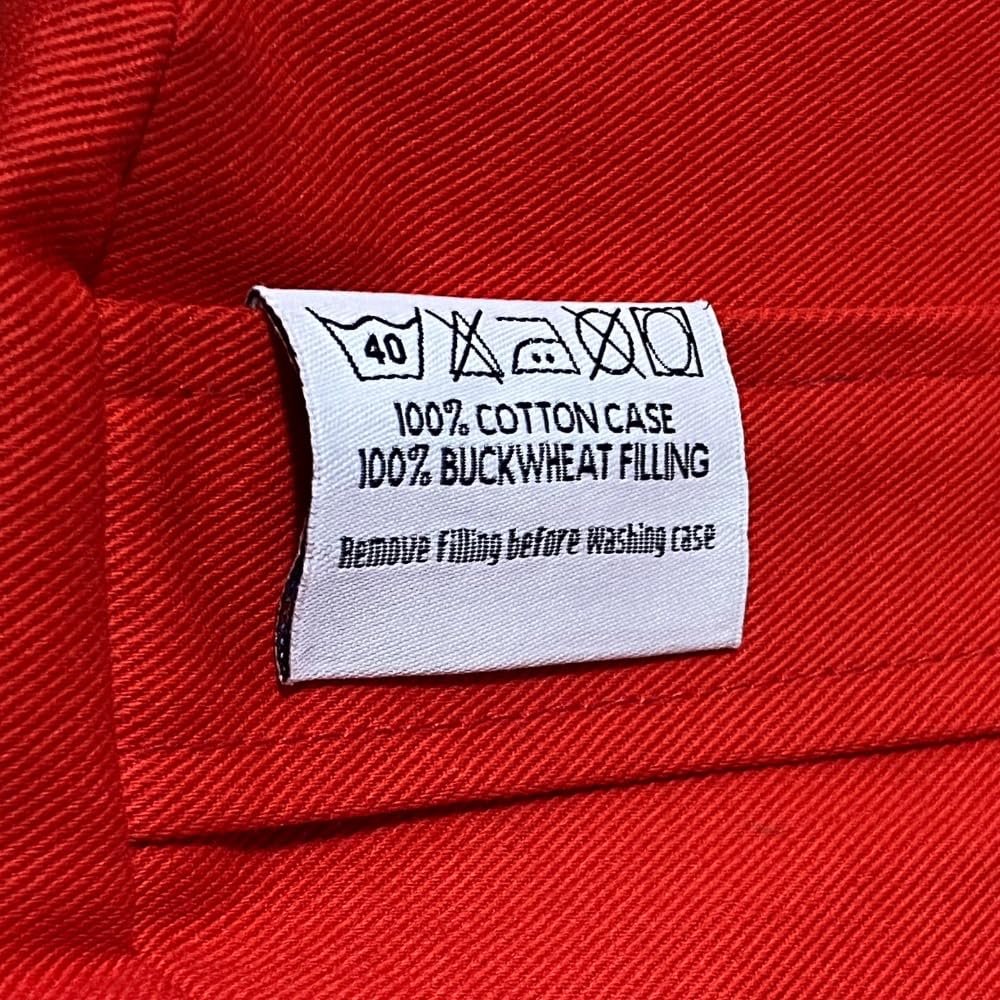 40
100% COTTON CASE
100% BUCKWHEAT FILLING
Remove Filling before Washing case